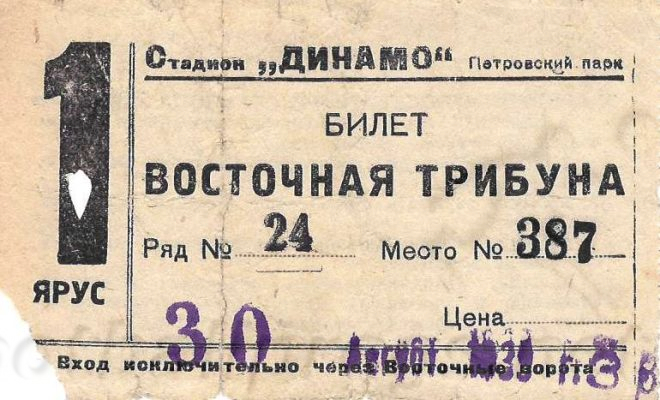 1
ЯРУС
Стадион „ДИНАМО“ Петровский парк
БИЛЕТ
ВОСТОЧНАЯ ТРИБУНА
Ряд № 24 Место № 387
Цена
30 Август
Вход исключительно через Восточные ворота